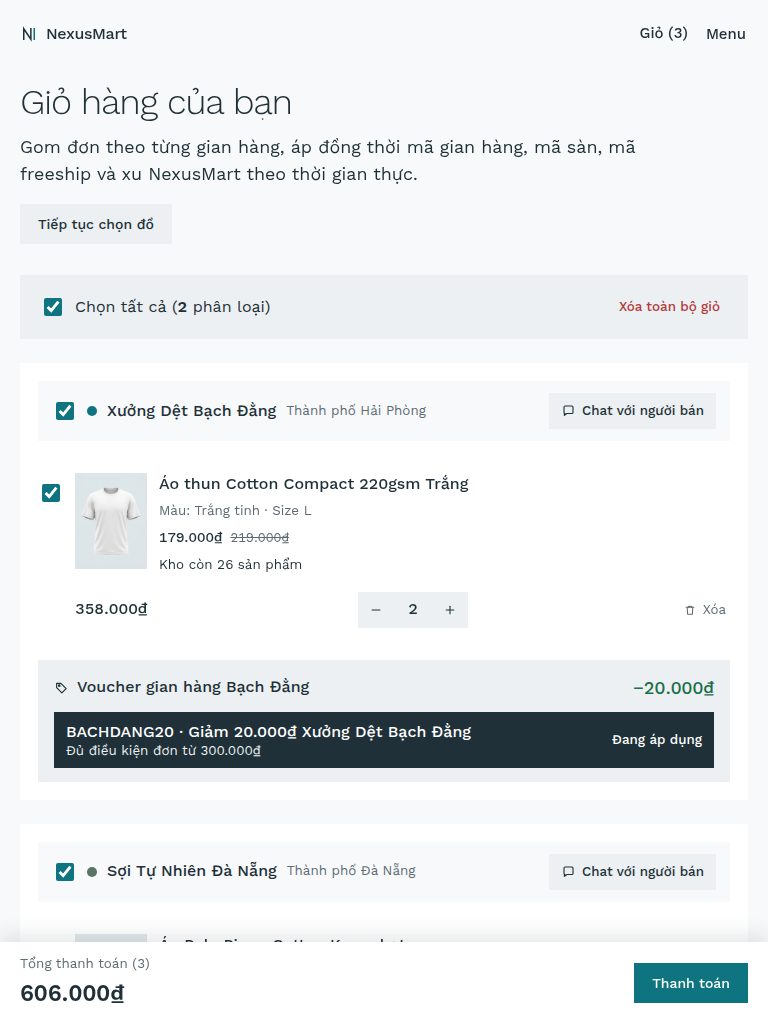 NexusMart
Giỏ (3)
Menu
Giỏ hàng của bạn
Gom đơn theo từng gian hàng, áp đồng thời mã gian hàng, mã sàn, mã
freeship và xu NexusMart theo thời gian thực.
Tiếp tục chọn đồ
Chọn tất cả (2 phân loại)
Xóa toàn bộ giỏ
Xưởng Dệt Bạch Đằng
Thành phố Hải Phòng
Chat với người bán
Áo thun Cotton Compact 220gsm Trắng
Màu: Trắng tinh · Size L
179.000₫ 219.000₫
Kho còn 26 sản phẩm
358.000₫
− 2 +
Xóa
Voucher gian hàng Bạch Đằng
−20.000₫
BACHDANG20 · Giảm 20.000₫ Xưởng Dệt Bạch Đằng
Đủ điều kiện đơn từ 300.000₫
Đang áp dụng
Sợi Tự Nhiên Đà Nẵng
Thành phố Đà Nẵng
Chat với người bán
Tổng thanh toán (3)
606.000₫
Thanh toán